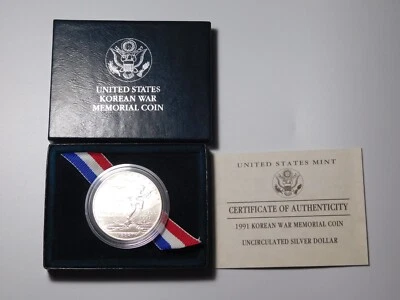 UNITED STATES
KOREAN WAR
MEMORIAL COIN
UNITED STATES MINT
CERTIFICATE OF AUTHENTICITY
1991 KOREAN WAR MEMORIAL COIN
UNCIRCULATED SILVER DOLLAR